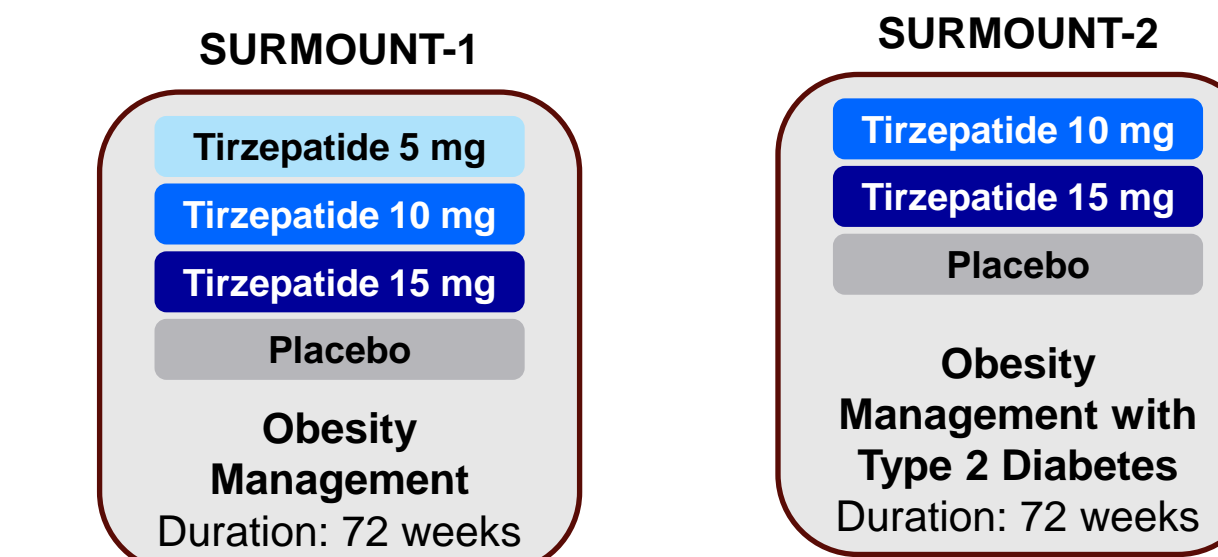 SURMOUNT-1
Tirzepatide 5 mg
Tirzepatide 10 mg
Tirzepatide 15 mg
Placebo
Obesity
Management
Duration: 72 weeks
SURMOUNT-2
Tirzepatide 10 mg
Tirzepatide 15 mg
Placebo
Obesity
Management with
Type 2 Diabetes
Duration: 72 weeks